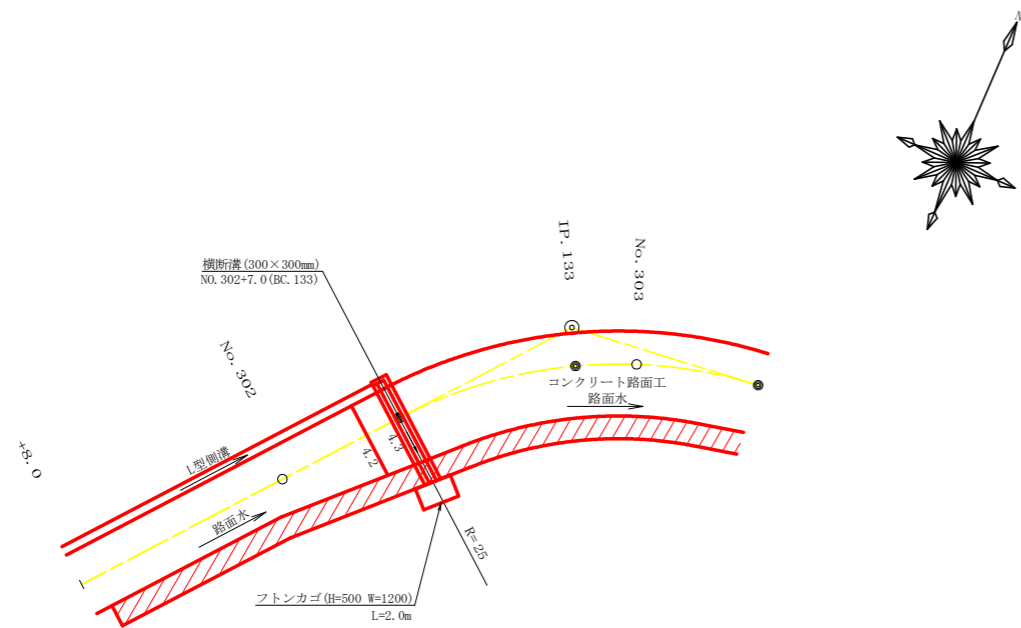 N
IP. 133
No. 303
横断溝(300×300mm)
NO. 302+7.0(BC. 133)
No. 302
コンクリート路面工
路面水
4.3
4.2
L型側溝
+8.0
路面水
R=25
フトンカゴ(H=500 W=1200)
L=2.0m